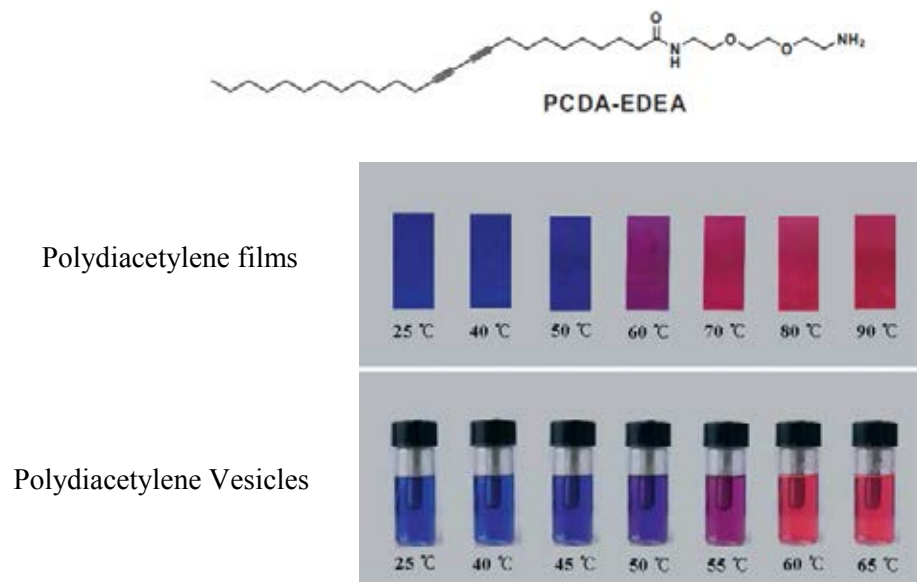 O
N
H
O
O
NH₂
PCDA-EDEA
Polydiacetylene films
25 ℃ 40 ℃ 50 ℃ 60 ℃ 70 ℃ 80 ℃ 90 ℃
Polydiacetylene Vesicles
25 ℃ 40 ℃ 45 ℃ 50 ℃ 55 ℃ 60 ℃ 65 ℃